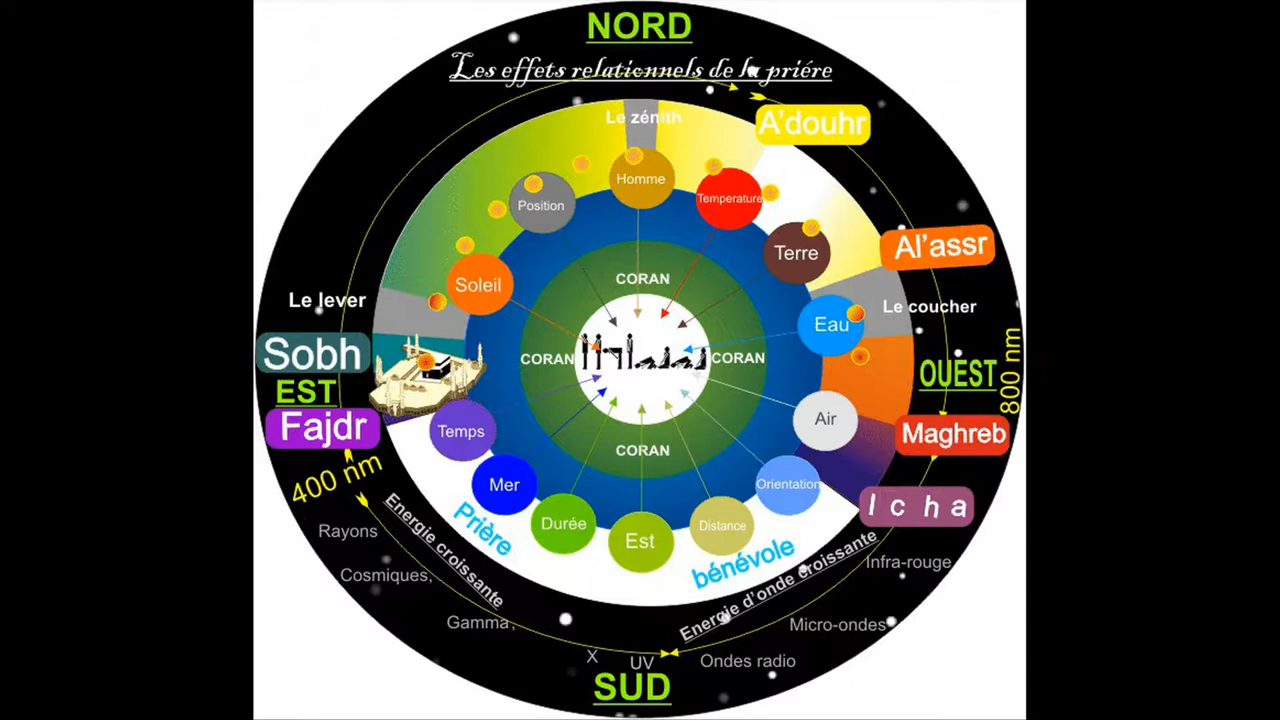 NORD
Les effets relationnels de la priére
Le zénith
A'douhr
Homme
Temperature
Position
Terre
Al'assr
Soleil
CORAN
Le lever
Le coucher
Eau
Sobh
CORAN
CORAN
OUEST
800 nm
EST
Fajdr
Temps
Air
Maghreb
400 nm
CORAN
Mer
Orientation
I c h a
Durée
Est
Distance
Prière
bénévole
Energie croissante
Energie d'onde croissante
Rayons
Cosmiques,
Gamma,
X
UV
Ondes radio
Micro-ondes
Infra-rouge
SUD